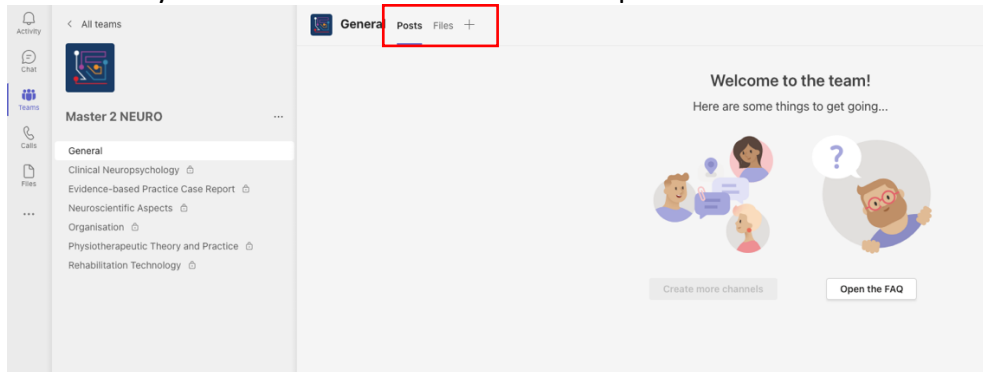 Activity
Chat
Teams
Calls
Files
...
< All teams
Master 2 NEURO ...
General
Clinical Neuropsychology
Evidence-based Practice Case Report
Neuroscientific Aspects
Organisation
Physiotherapeutic Theory and Practice
Rehabilitation Technology
General Posts Files +
Welcome to the team!
Here are some things to get going...
?
Create more channels
Open the FAQ